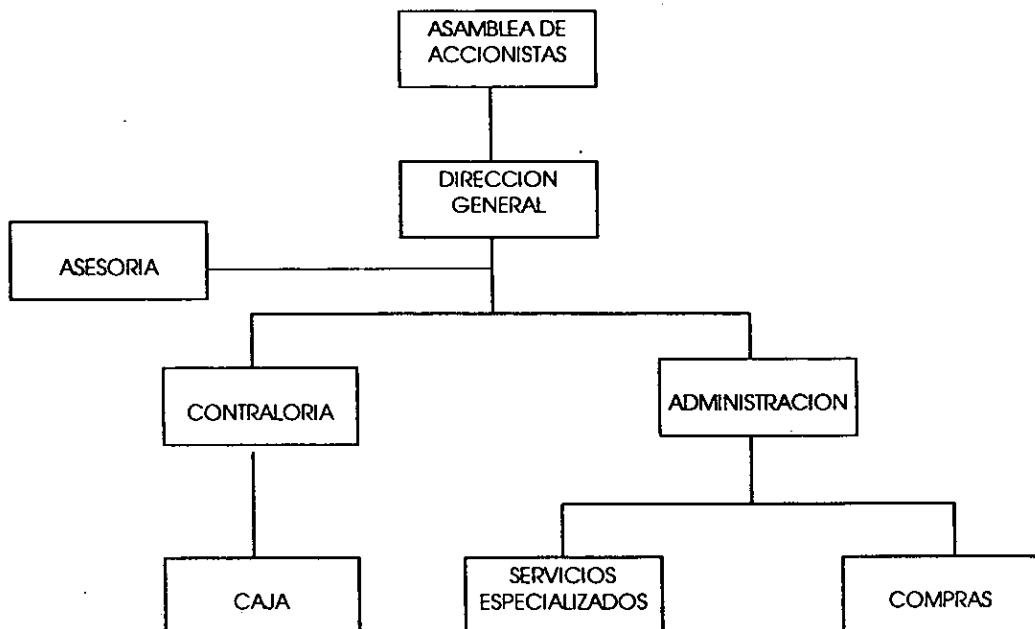 ASAMBLEA DE
ACCIONISTAS
DIRECCION
GENERAL
ASESORIA
CONTRALORIA
ADMINISTRACION
CAJA
SERVICIOS
ESPECIALIZADOS
COMPRAS